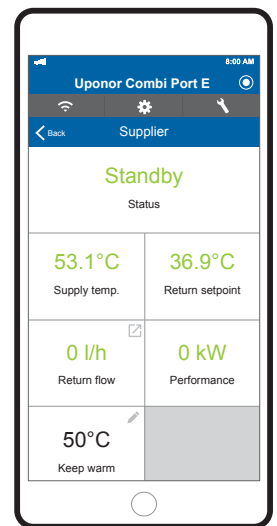 8:00 AM
Uponor Combi Port E
Back
Supplier
Standby
Status
53.1°C
36.9°C
Supply temp.
Return setpoint
0 l/h
0 kW
Return flow
Performance
50°C
Keep warm